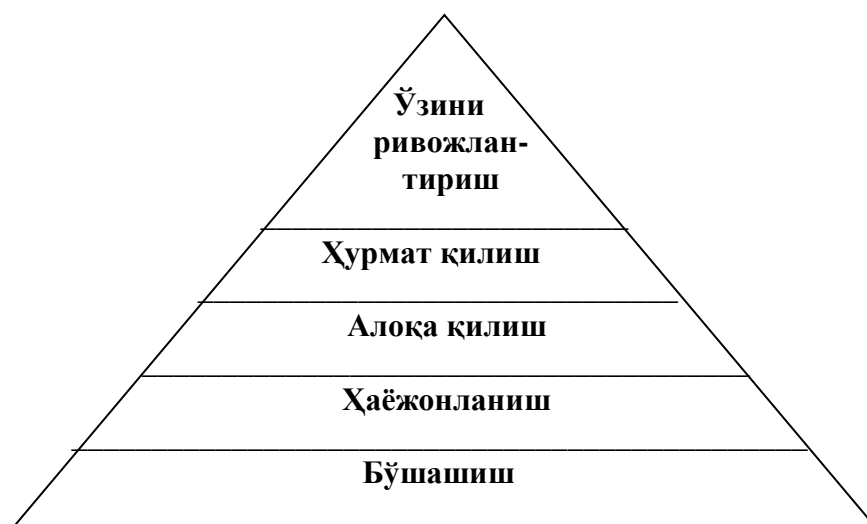 Ўзини
ривожлан-
тириш
Ҳурмат қилиш
Алоқа қилиш
Ҳаёжонланиш
Бўшашиш